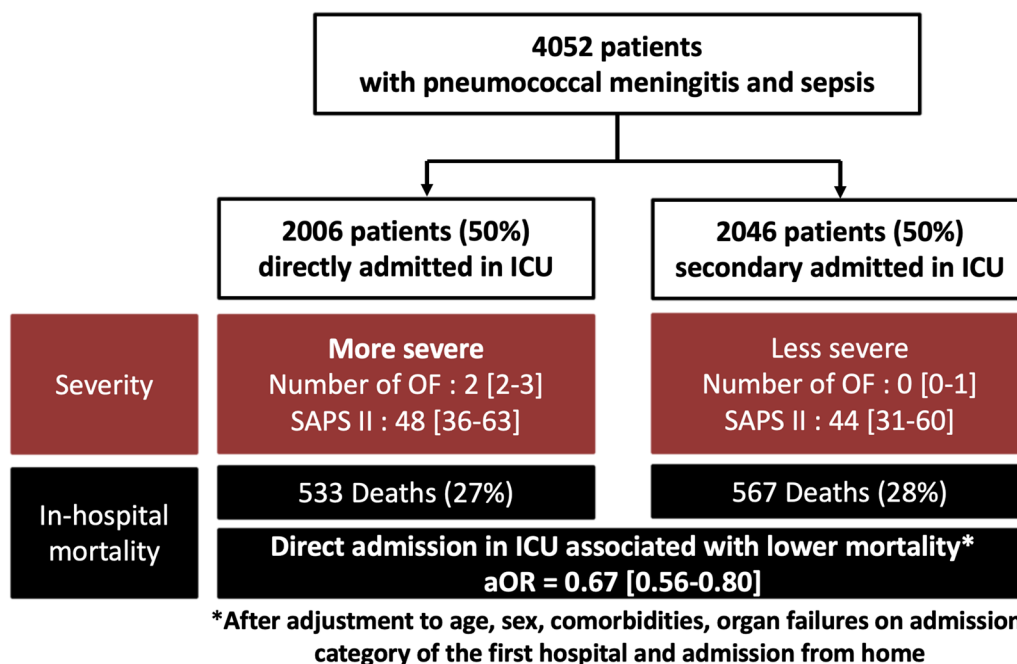 4052 patients
with pneumococcal meningitis and sepsis
2006 patients (50%)
directly admitted in ICU
2046 patients (50%)
secondary admitted in ICU
Severity
More severe
Number of OF : 2 [2-3]
SAPS II : 48 [36-63]
Less severe
Number of OF : 0 [0-1]
SAPS II : 44 [31-60]
In-hospital
mortality
533 Deaths (27%)
567 Deaths (28%)
Direct admission in ICU associated with lower mortality*
aOR = 0.67 [0.56-0.80]
*After adjustment to age, sex, comorbidities, organ failures on admission
category of the first hospital and admission from home